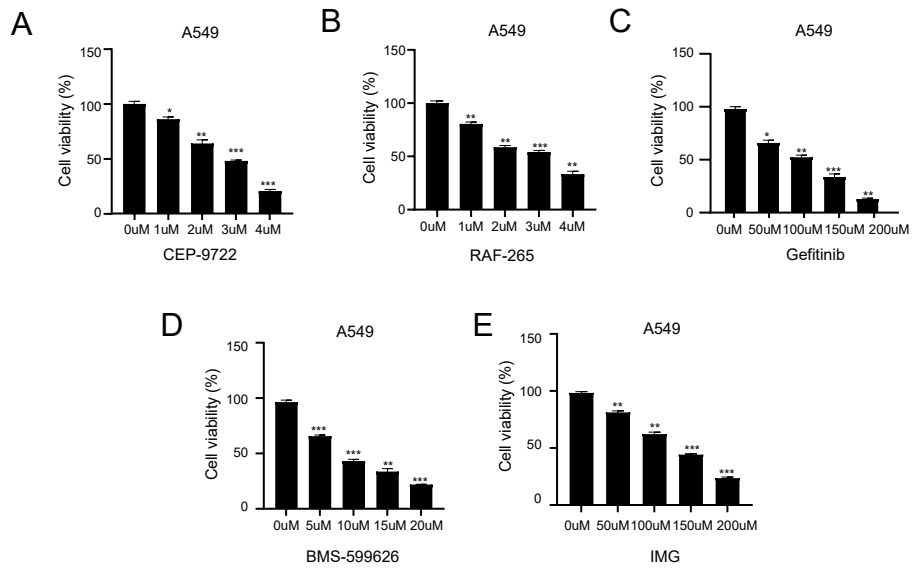 A
A549
Cell viability (%)
150
100
50
0
*
**
***
***
0uM 1uM 2uM 3uM 4uM
CEP-9722
B
A549
Cell viability (%)
150
100
50
0
**
**
***
**
0uM 1uM 2uM 3uM 4uM
RAF-265
C
A549
Cell viability (%)
150
100
50
0
*
**
***
**
0uM 50uM 100uM 150uM 200uM
Gefitinib
D
A549
Cell viability (%)
150
100
50
0
***
***
**
***
0uM 5uM 10uM 15uM 20uM
BMS-599626
E
A549
Cell viability (%)
150
100
50
0
**
**
***
***
0uM 50uM 100uM 150uM 200uM
IMG